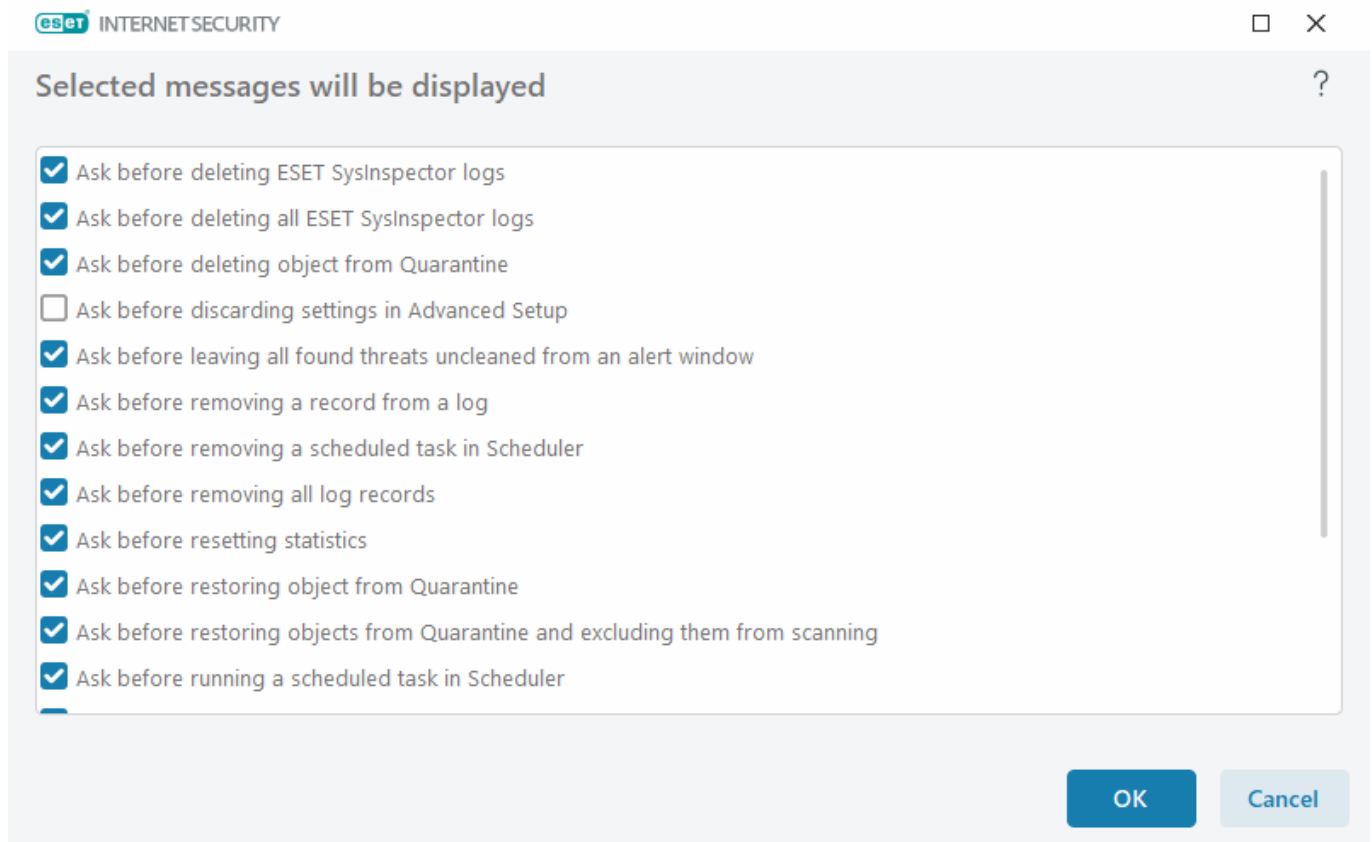 eset INTERNET SECURITY
Selected messages will be displayed
?
Ask before deleting ESET SysInspector logs
Ask before deleting all ESET SysInspector logs
Ask before deleting object from Quarantine
Ask before discarding settings in Advanced Setup
Ask before leaving all found threats uncleaned from an alert window
Ask before removing a record from a log
Ask before removing a scheduled task in Scheduler
Ask before removing all log records
Ask before resetting statistics
Ask before restoring object from Quarantine
Ask before restoring objects from Quarantine and excluding them from scanning
Ask before running a scheduled task in Scheduler
OK Cancel